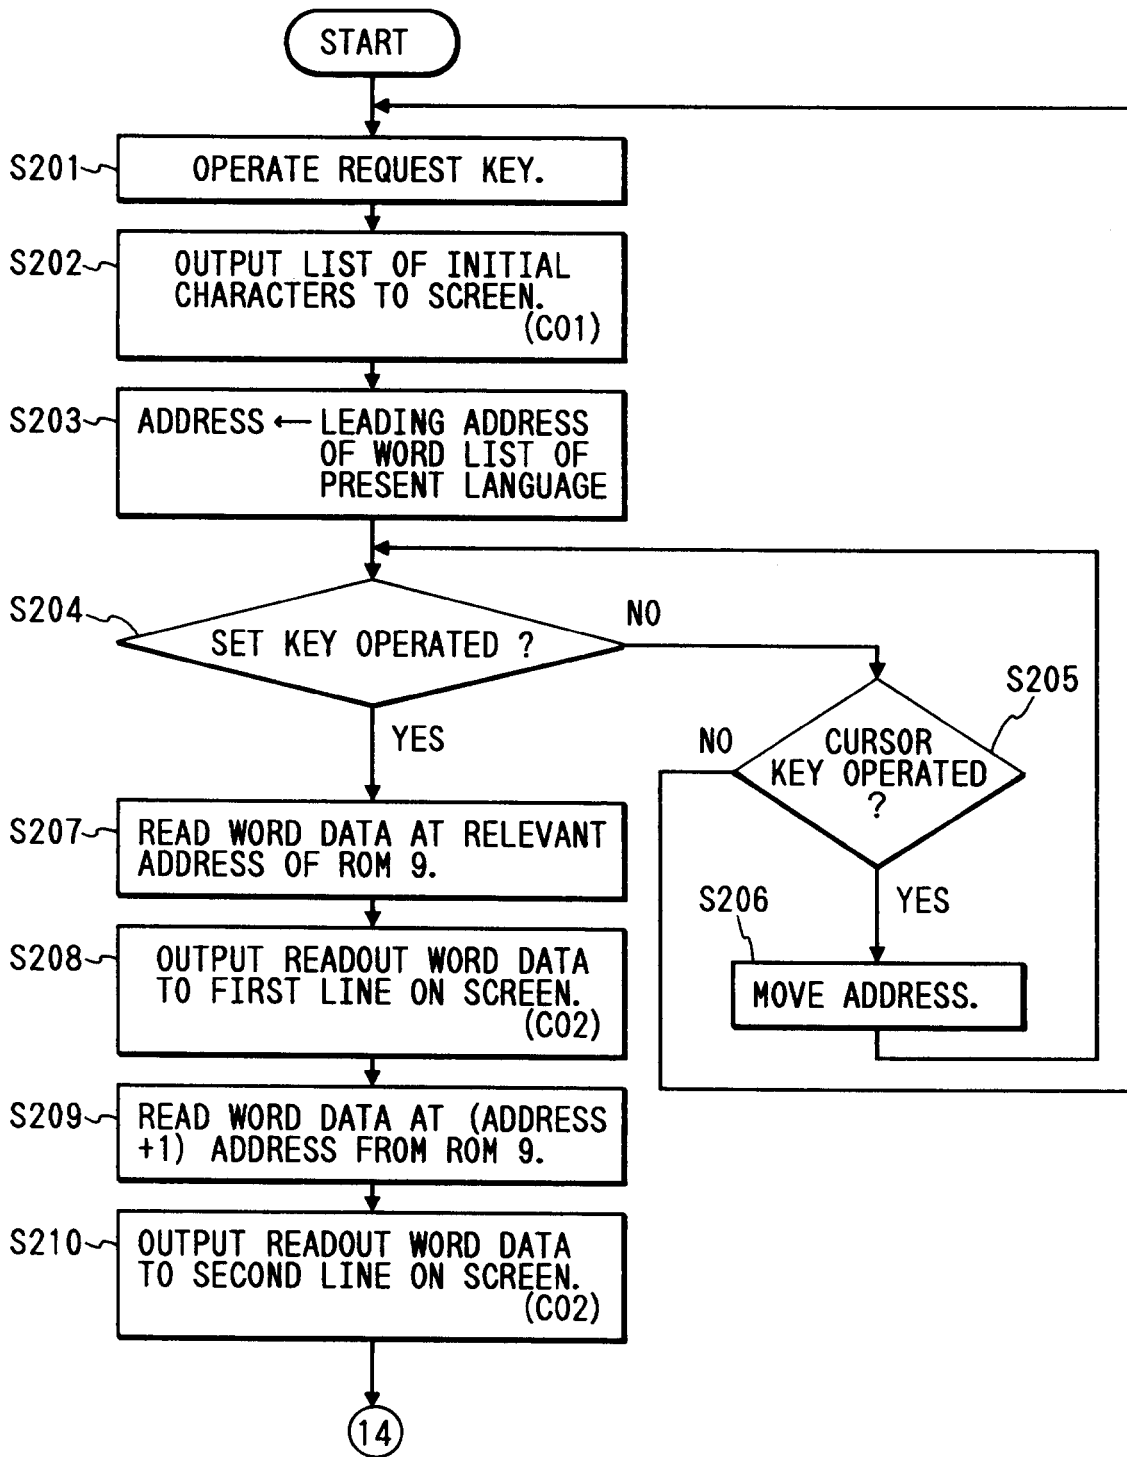 START
S201
OPERATE REQUEST KEY.
S202
OUTPUT LIST OF INITIAL
CHARACTERS TO SCREEN.
(C01)
S203
ADDRESS ← LEADING ADDRESS
OF WORD LIST OF
PRESENT LANGUAGE
S204
SET KEY OPERATED ?
NO
YES
S205
CURSOR
KEY OPERATED
?
NO
YES
S206
MOVE ADDRESS.
S207
READ WORD DATA AT RELEVANT
ADDRESS OF ROM 9.
S208
OUTPUT READOUT WORD DATA
TO FIRST LINE ON SCREEN.
(C02)
S209
READ WORD DATA AT (ADDRESS
+1) ADDRESS FROM ROM 9.
S210
OUTPUT READOUT WORD DATA
TO SECOND LINE ON SCREEN.
(C02)
14